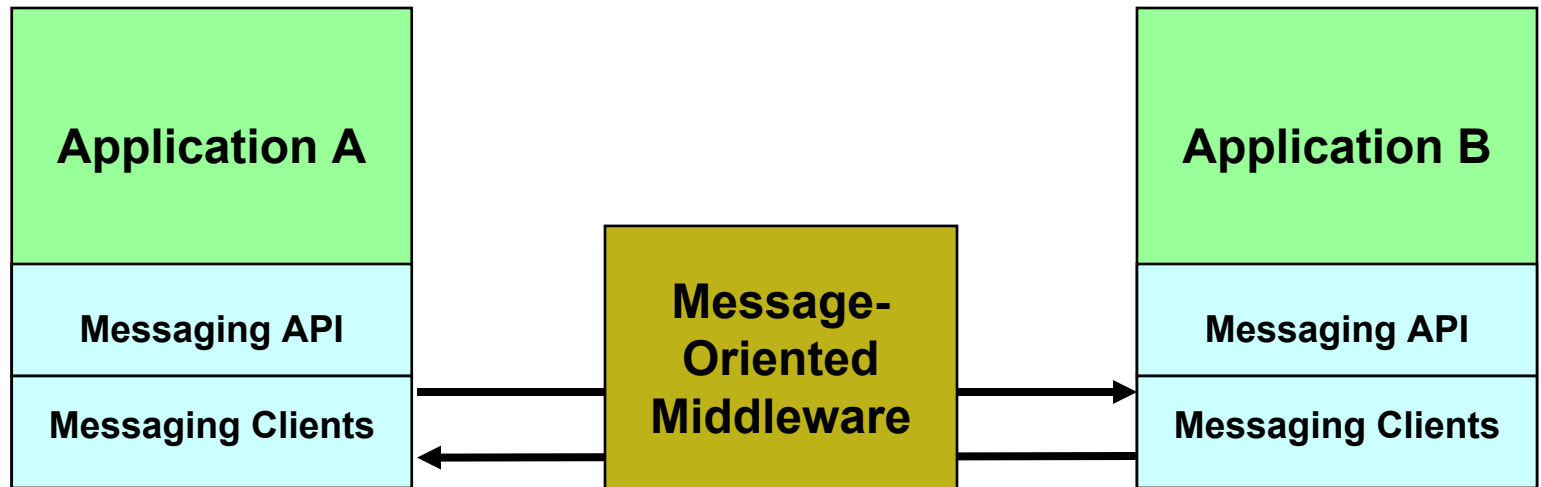 Application A
Messaging API
Messaging Clients
Message-
Oriented
Middleware
Application B
Messaging API
Messaging Clients